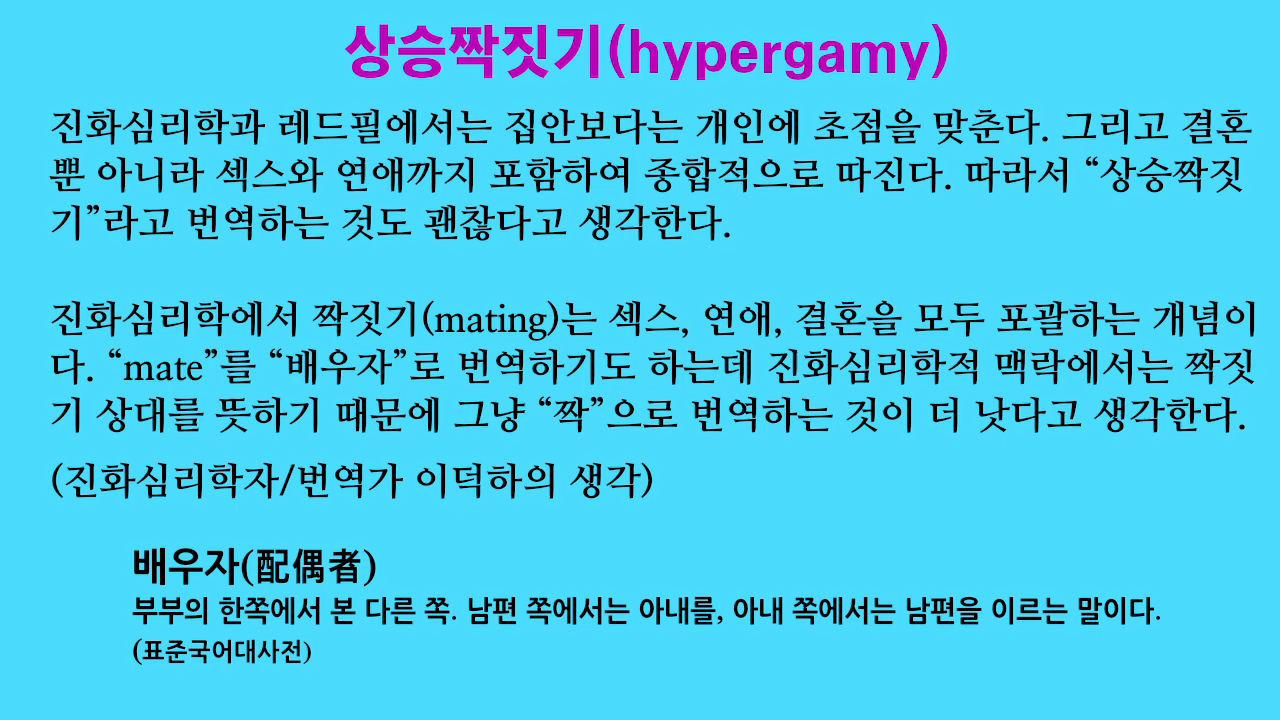 상승짝짓기(hypergamy)
진화심리학과 레드필에서는 집안보다는 개인에 초점을 맞춘다. 그리고 결혼
뿐 아니라 섹스와 연애까지 포함하여 종합적으로 따진다. 따라서 “상승짝짓
기”라고 번역하는 것도 괜찮다고 생각한다.
진화심리학에서 짝짓기(mating)는 섹스, 연애, 결혼을 모두 포괄하는 개념이
다. “mate”를 “배우자”로 번역하기도 하는데 진화심리학적 맥락에서는 짝짓
기 상대를 뜻하기 때문에 그냥 “짝”으로 번역하는 것이 더 낫다고 생각한다.
(진화심리학자/번역가 이덕하의 생각)
배우자(配偶者)
부부의 한쪽에서 본 다른 쪽. 남편 쪽에서는 아내를, 아내 쪽에서는 남편을 이르는 말이다.
(표준국어대사전)